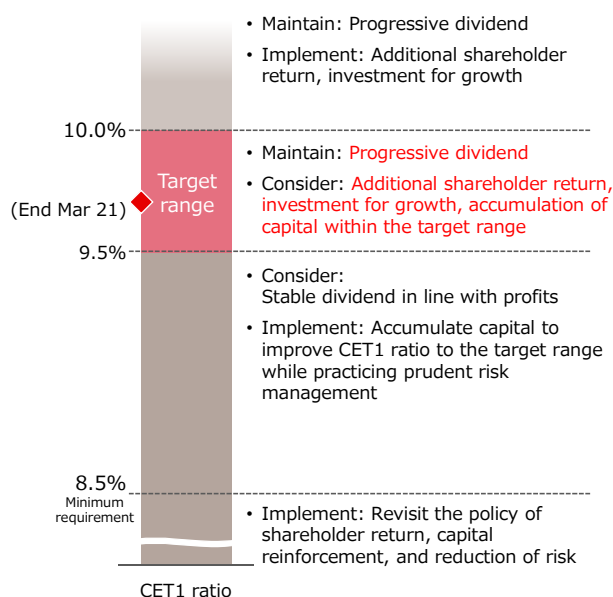 • Maintain: Progressive dividend
• Implement: Additional shareholder
return, investment for growth
10.0%
Target
range
• Maintain: Progressive dividend
• Consider: Additional shareholder return,
investment for growth, accumulation of
capital within the target range
(End Mar 21)
9.5%
• Consider:
Stable dividend in line with profits
• Implement: Accumulate capital to
improve CET1 ratio to the target range
while practicing prudent risk
management
8.5%
Minimum
requirement
• Implement: Revisit the policy of
shareholder return, capital
reinforcement, and reduction of risk
CET1 ratio